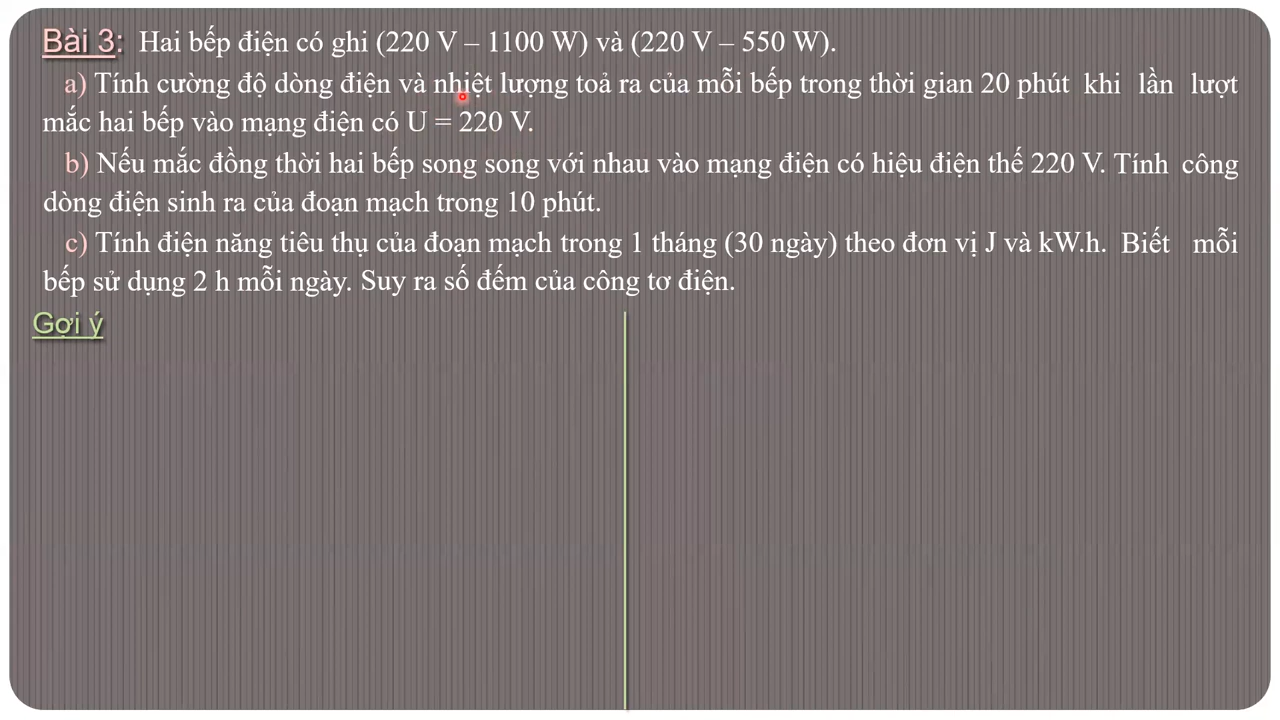 Bài 3: Hai bếp điện có ghi (220 V – 1100 W) và (220 V – 550 W).
a) Tính cường độ dòng điện và nhiệt lượng toả ra của mỗi bếp trong thời gian 20 phút khi lần lượt
mắc hai bếp vào mạng điện có U = 220 V.
b) Nếu mắc đồng thời hai bếp song song với nhau vào mạng điện có hiệu điện thế 220 V. Tính công
dòng điện sinh ra của đoạn mạch trong 10 phút.
c) Tính điện năng tiêu thụ của đoạn mạch trong 1 tháng (30 ngày) theo đơn vị J và kW.h. Biết mỗi
bếp sử dụng 2 h mỗi ngày. Suy ra số đếm của công tơ điện.
Gợi ý